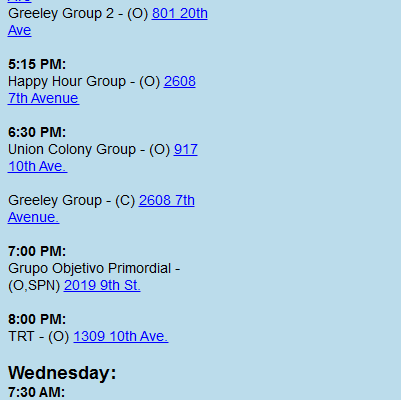 Greeley Group 2 - (O) 801 20th
Ave
5:15 PM:
Happy Hour Group - (O) 2608
7th Avenue
6:30 PM:
Union Colony Group - (O) 917
10th Ave.
Greeley Group - (C) 2608 7th
Avenue.
7:00 PM:
Grupo Objetivo Primordial -
(O,SPN) 2019 9th St.
8:00 PM:
TRT - (O) 1309 10th Ave.
Wednesday:
7:30 AM: